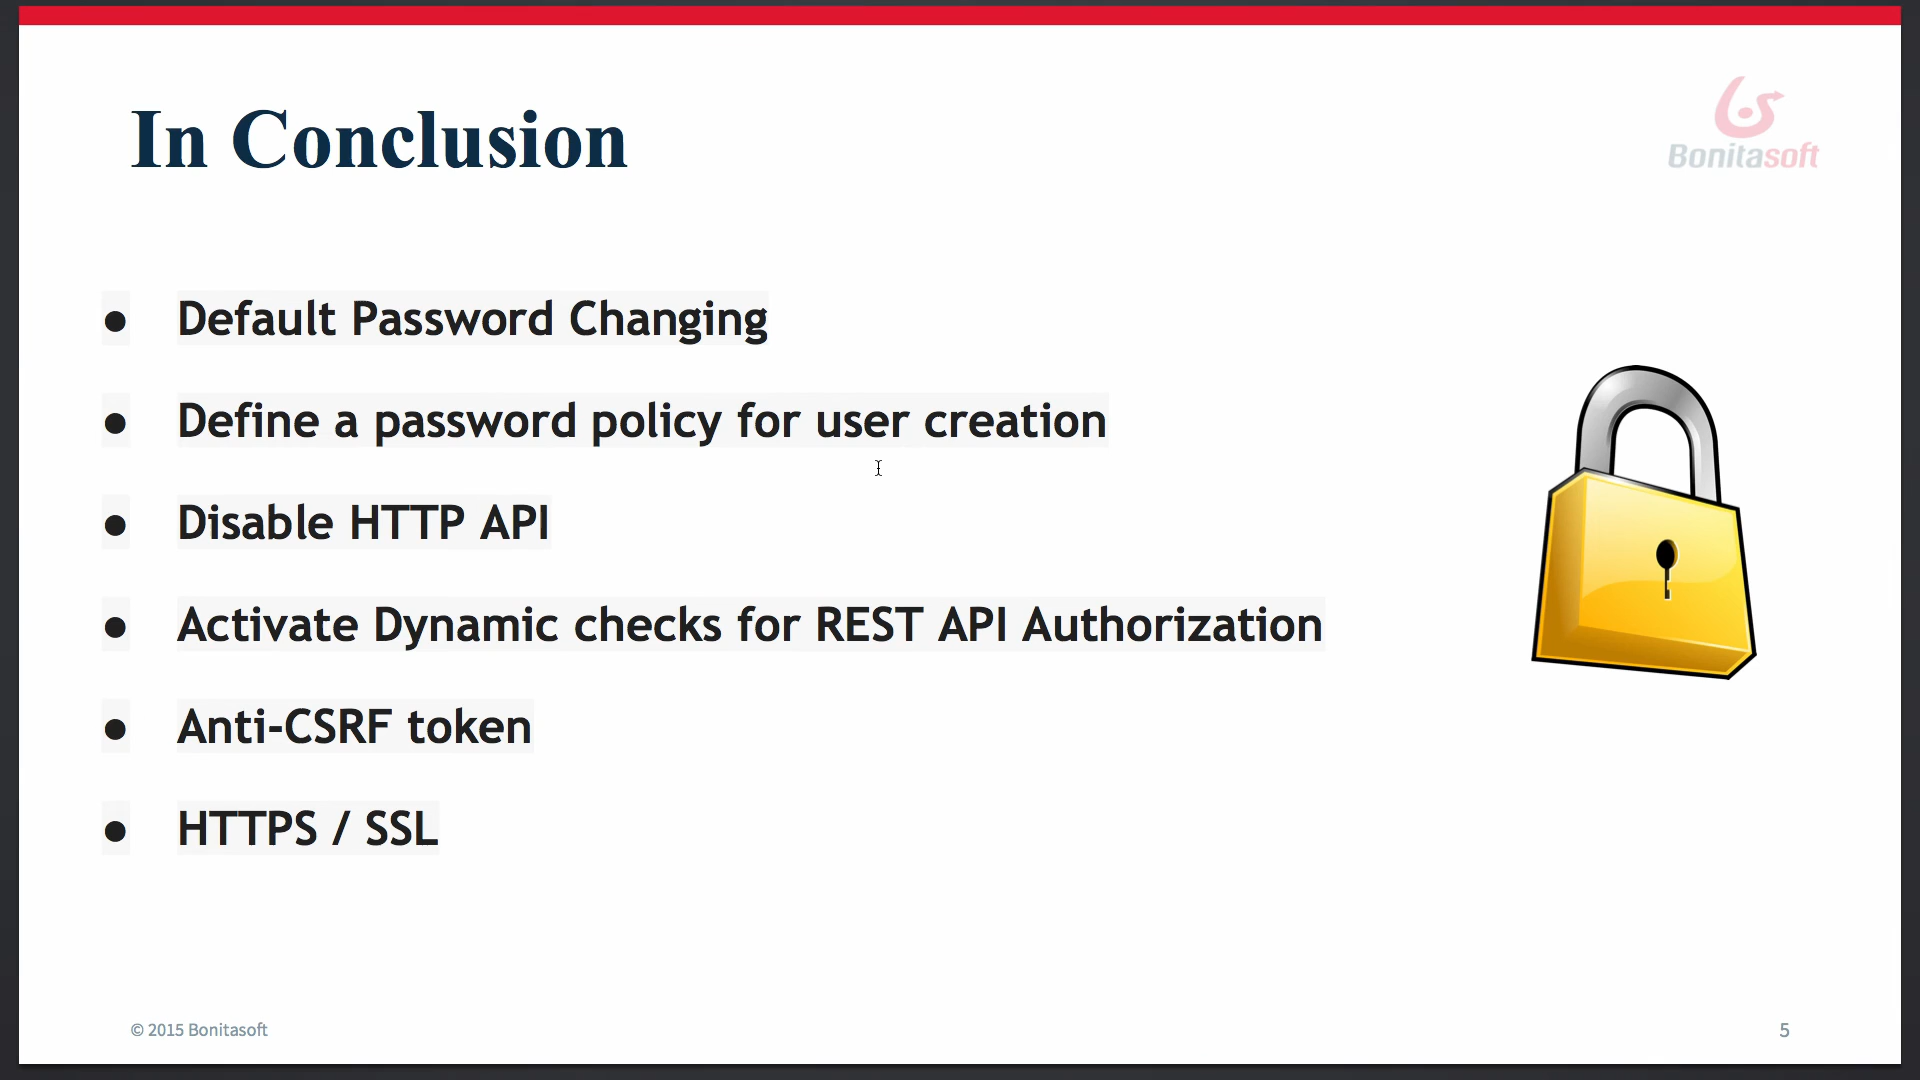 In Conclusion
Bonitasoft
● Default Password Changing
● Define a password policy for user creation
● Disable HTTP API
● Activate Dynamic checks for REST API Authorization
● Anti-CSRF token
● HTTPS / SSL
© 2015 Bonitasoft
5